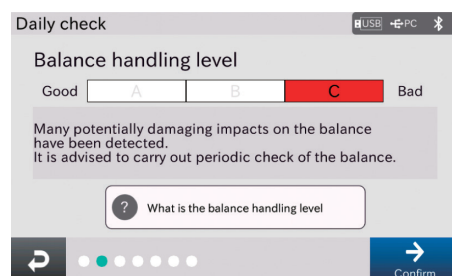 Daily check USB PC
Balance handling level
Good A B C Bad
Many potentially damaging impacts on the balance
have been detected.
It is advised to carry out periodic check of the balance.
? What is the balance handling level
Confirm